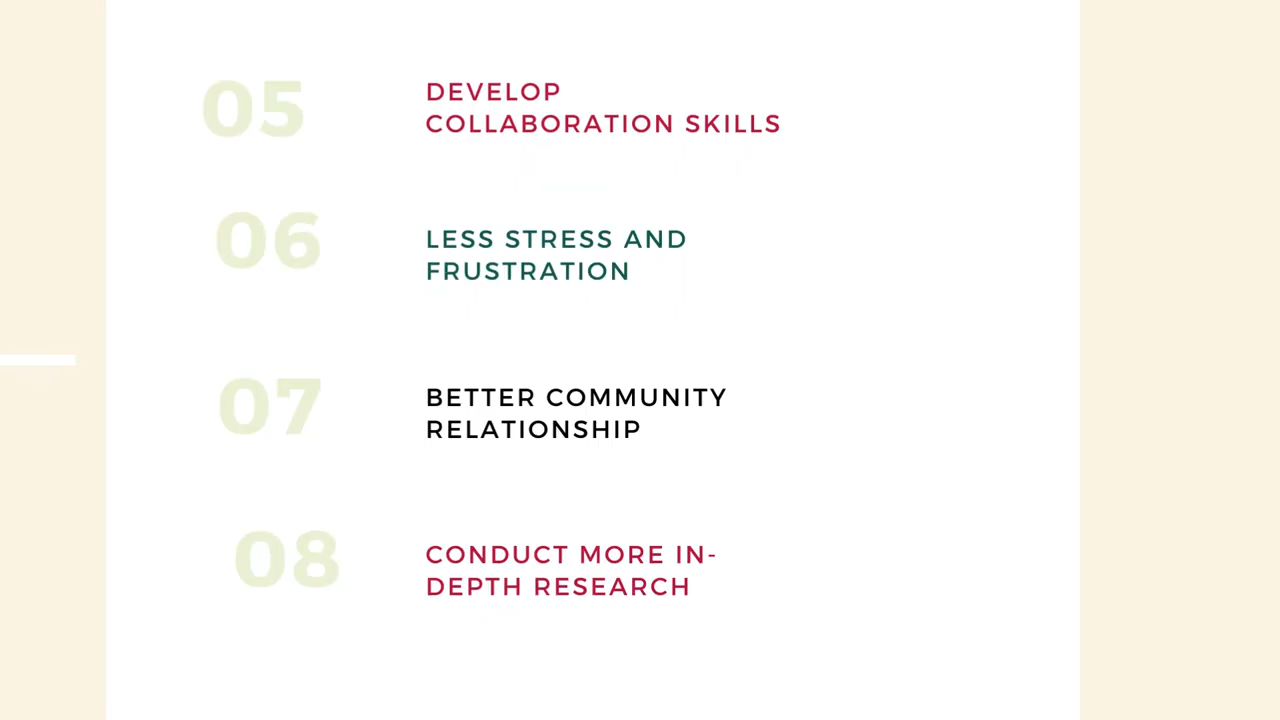 05
DEVELOP
COLLABORATION SKILLS
06
LESS STRESS AND
FRUSTRATION
07
BETTER COMMUNITY
RELATIONSHIP
08
CONDUCT MORE IN-
DEPTH RESEARCH